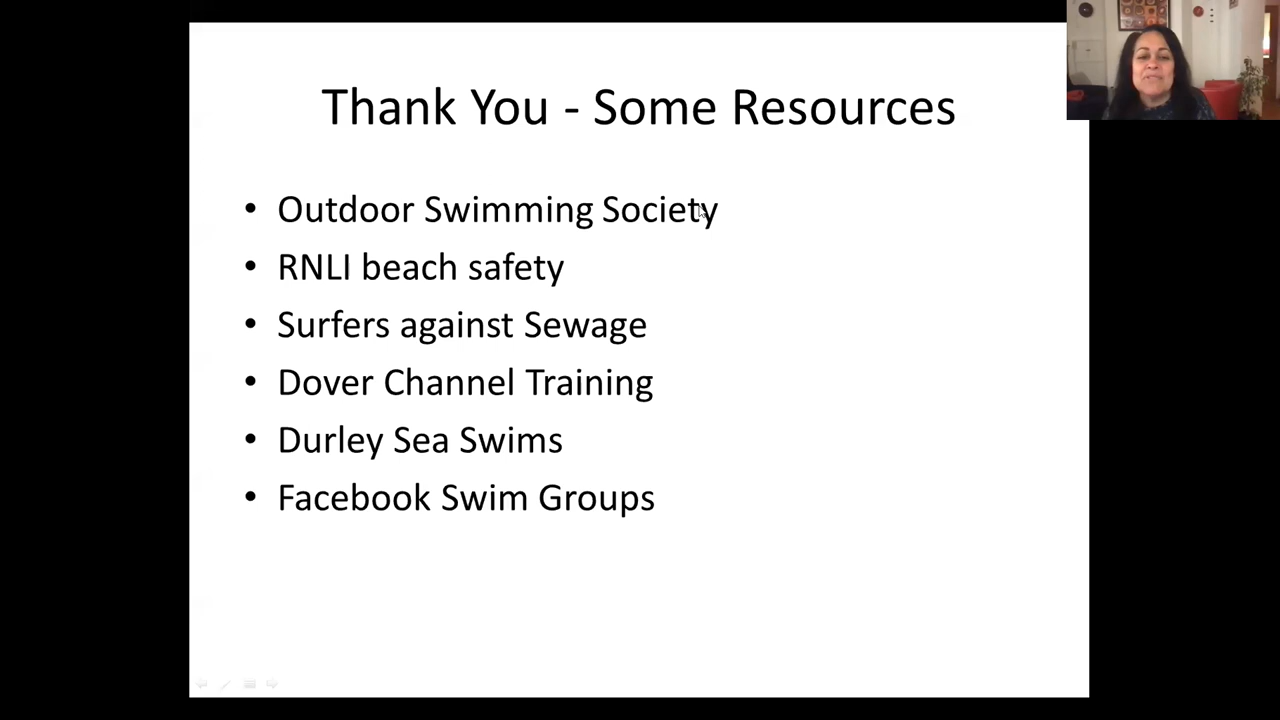 Thank You - Some Resources
• Outdoor Swimming Society
• RNLI beach safety
• Surfers against Sewage
• Dover Channel Training
• Durley Sea Swims
• Facebook Swim Groups